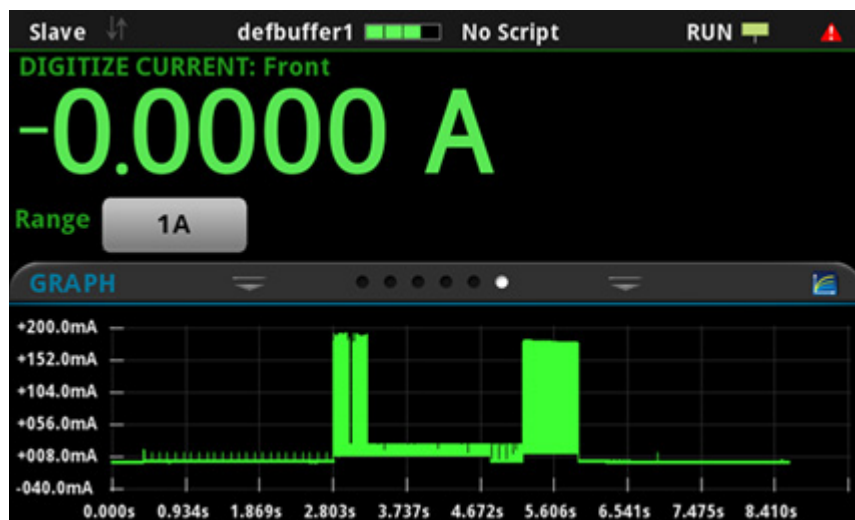 Slave defbuffer1 No Script RUN
DIGITIZE CURRENT: Front
-0.0000 A
Range 1A
GRAPH
+200.0mA
+152.0mA
+104.0mA
+056.0mA
+008.0mA
-040.0mA
0.000s 0.934s 1.869s 2.803s 3.737s 4.672s 5.606s 6.541s 7.475s 8.410s